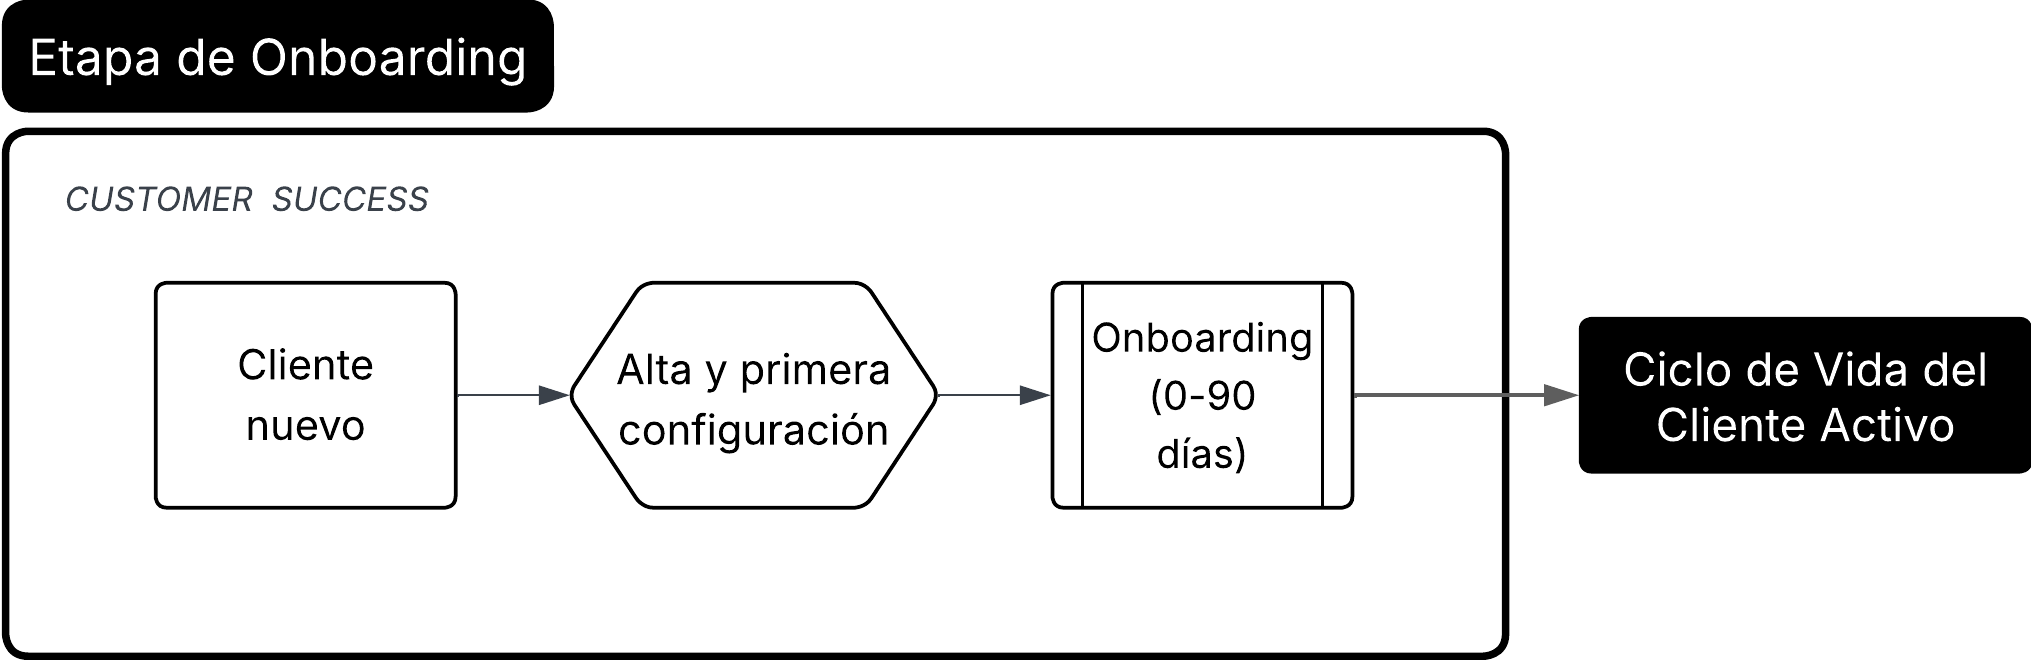 Etapa de Onboarding
CUSTOMER SUCCESS
Cliente
nuevo
Alta y primera
configuración
Onboarding
(0-90
días)
Ciclo de Vida del
Cliente Activo